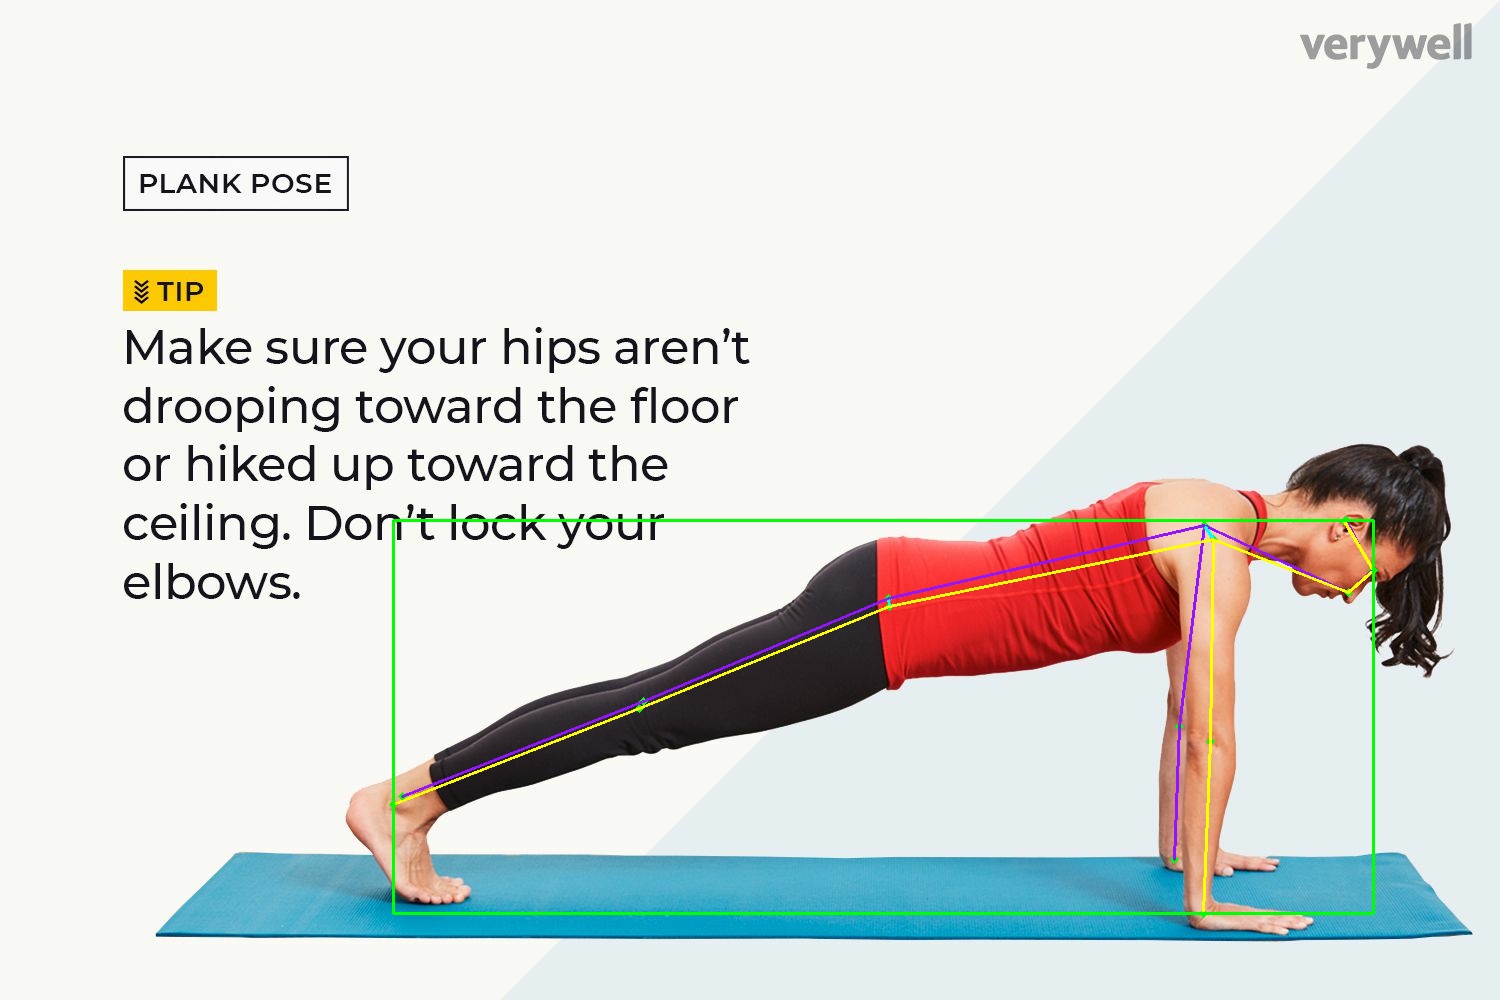 verywell
PLANK POSE
TIP
Make sure your hips aren’t
drooping toward the floor
or hiked up toward the
ceiling. Don’t lock your
elbows.